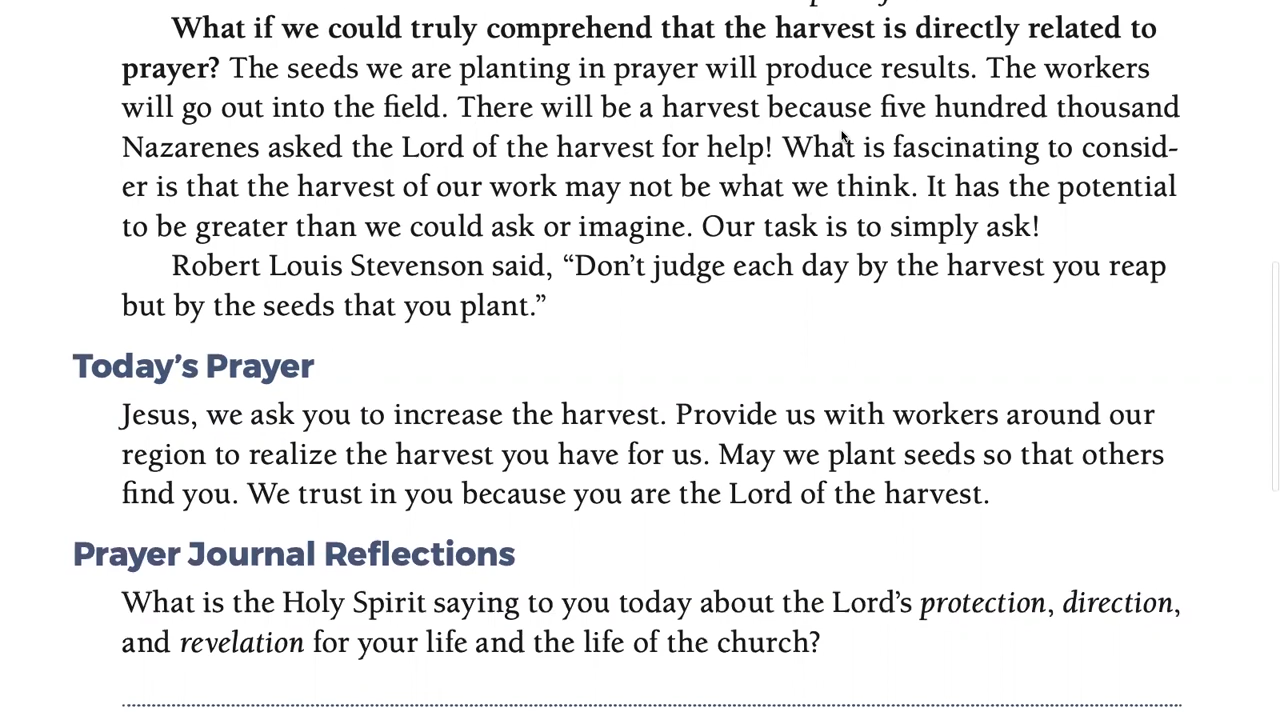 What if we could truly comprehend that the harvest is directly related to
prayer? The seeds we are planting in prayer will produce results. The workers
will go out into the field. There will be a harvest because five hundred thousand
Nazarenes asked the Lord of the harvest for help! What is fascinating to consid-
er is that the harvest of our work may not be what we think. It has the potential
to be greater than we could ask or imagine. Our task is to simply ask!
Robert Louis Stevenson said, “Don’t judge each day by the harvest you reap
but by the seeds that you plant.”
Today’s Prayer
Jesus, we ask you to increase the harvest. Provide us with workers around our
region to realize the harvest you have for us. May we plant seeds so that others
find you. We trust in you because you are the Lord of the harvest.
Prayer Journal Reflections
What is the Holy Spirit saying to you today about the Lord’s protection, direction,
and revelation for your life and the life of the church?